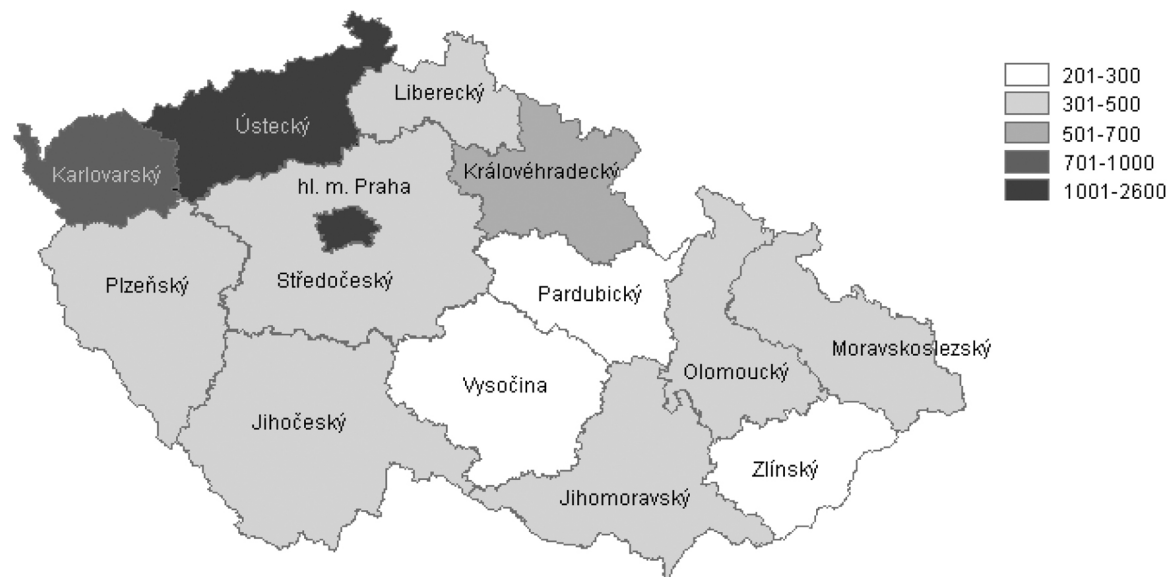 201-300
301-500
501-700
701-1000
1001-2600
Liberecký
Ústecký
Karlovarský
Královéhradecký
hl. m. Praha
Plzeňský
Středočeský
Pardubický
Moravskoslezský
Olomoucký
Vysočina
Jihočeský
Zlínský
Jihomoravský